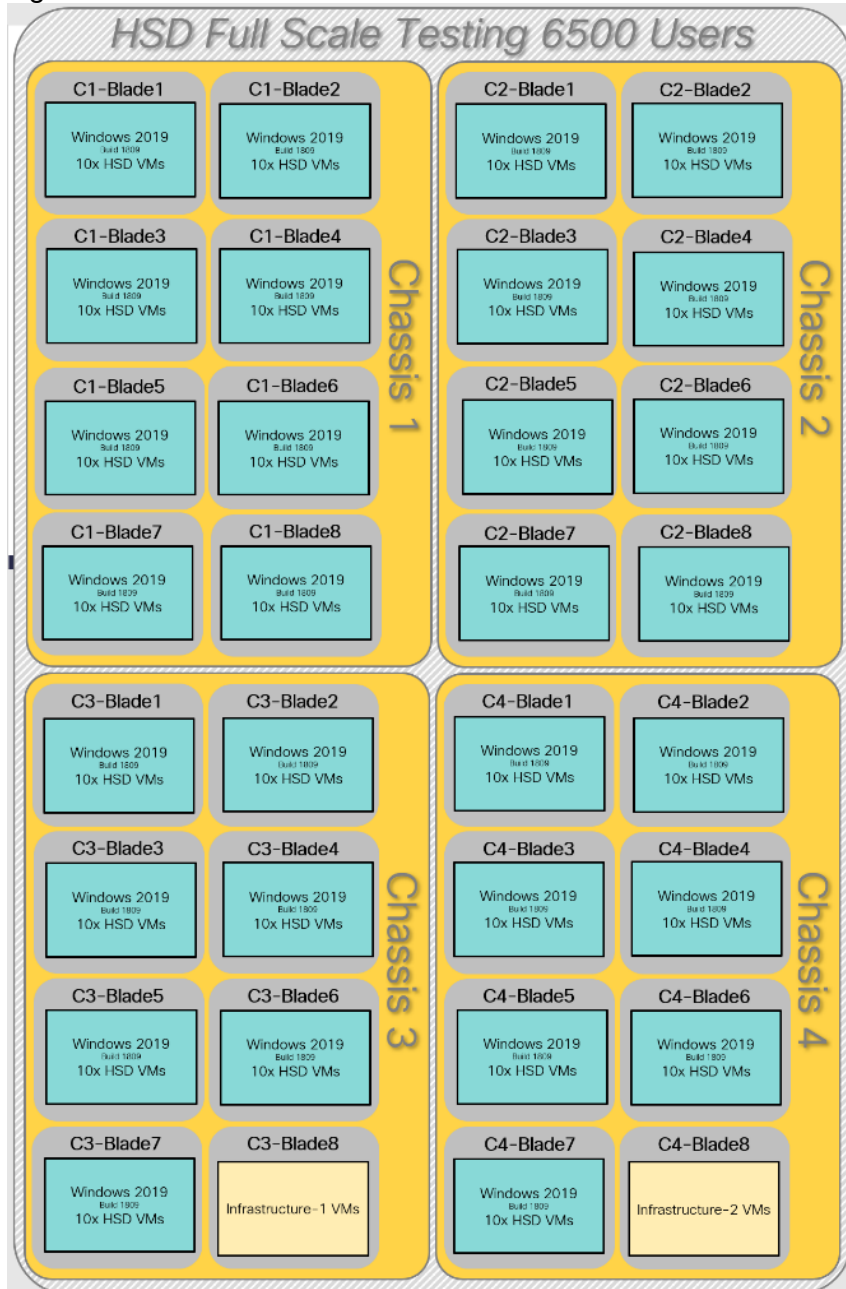 HSD Full Scale Testing 6500 Users
C1-Blade1
Windows 2019
Build 1809
10x HSD VMs
C1-Blade2
Windows 2019
Build 1809
10x HSD VMs
C1-Blade3
Windows 2019
Build 1809
10x HSD VMs
C1-Blade4
Windows 2019
Build 1809
10x HSD VMs
C1-Blade5
Windows 2019
Build 1809
10x HSD VMs
C1-Blade6
Windows 2019
Build 1809
10x HSD VMs
C1-Blade7
Windows 2019
Build 1809
10x HSD VMs
C1-Blade8
Windows 2019
Build 1809
10x HSD VMs
Chassis 1
C2-Blade1
Windows 2019
Build 1809
10x HSD VMs
C2-Blade2
Windows 2019
Build 1809
10x HSD VMs
C2-Blade3
Windows 2019
Build 1809
10x HSD VMs
C2-Blade4
Windows 2019
Build 1809
10x HSD VMs
C2-Blade5
Windows 2019
Build 1809
10x HSD VMs
C2-Blade6
Windows 2019
Build 1809
10x HSD VMs
C2-Blade7
Windows 2019
Build 1809
10x HSD VMs
C2-Blade8
Windows 2019
Build 1809
10x HSD VMs
Chassis 2
C3-Blade1
Windows 2019
Build 1809
10x HSD VMs
C3-Blade2
Windows 2019
Build 1809
10x HSD VMs
C3-Blade3
Windows 2019
Build 1809
10x HSD VMs
C3-Blade4
Windows 2019
Build 1809
10x HSD VMs
C3-Blade5
Windows 2019
Build 1809
10x HSD VMs
C3-Blade6
Windows 2019
Build 1809
10x HSD VMs
C3-Blade7
Windows 2019
Build 1809
10x HSD VMs
C3-Blade8
Infrastructure-1 VMs
Chassis 3
C4-Blade1
Windows 2019
Build 1809
10x HSD VMs
C4-Blade2
Windows 2019
Build 1809
10x HSD VMs
C4-Blade3
Windows 2019
Build 1809
10x HSD VMs
C4-Blade4
Windows 2019
Build 1809
10x HSD VMs
C4-Blade5
Windows 2019
Build 1809
10x HSD VMs
C4-Blade6
Windows 2019
Build 1809
10x HSD VMs
C4-Blade7
Windows 2019
Build 1809
10x HSD VMs
C4-Blade8
Infrastructure-2 VMs
Chassis 4